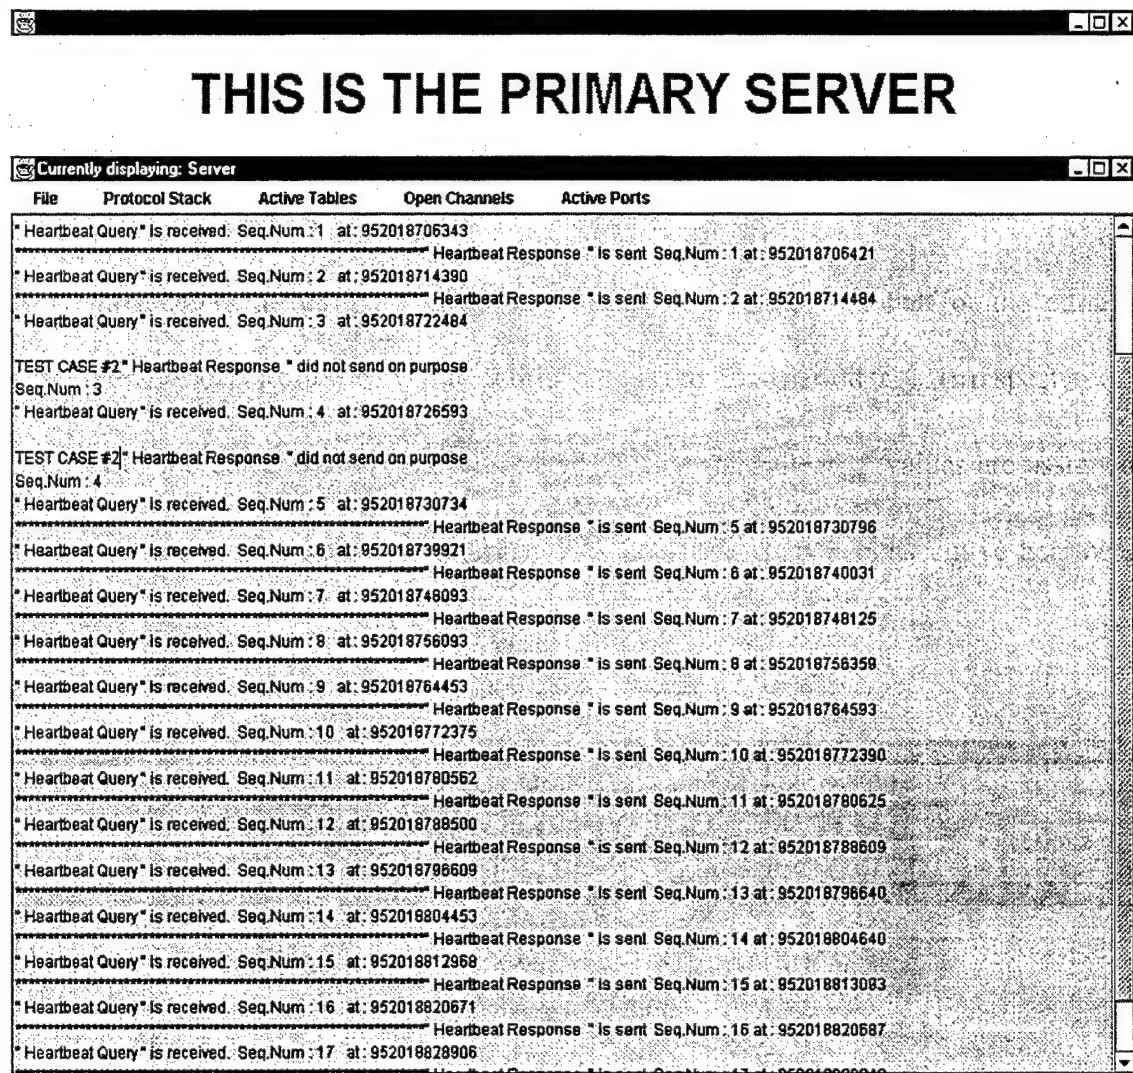 THIS IS THE PRIMARY SERVER
Currently displaying: Server
File Protocol Stack Active Tables Open Channels Active Ports
" Heartbeat Query" is received. Seq.Num : 1 at: 952018706343
" Heartbeat Response " is sent Seq.Num : 1 at: 952018706421
" Heartbeat Query" is received. Seq.Num : 2 at: 952018714390
" Heartbeat Response " is sent Seq.Num : 2 at: 952018714484
" Heartbeat Query" is received. Seq.Num : 3 at: 952018722484
TEST CASE #2" Heartbeat Response " did not send on purpose
Seq.Num : 3
" Heartbeat Query" is received. Seq.Num : 4 at: 952018726593
TEST CASE #2" Heartbeat Response " did not send on purpose
Seq.Num : 4
" Heartbeat Query" is received. Seq.Num : 5 at: 952018730734
" Heartbeat Response " is sent Seq.Num : 5 at: 952018730796
" Heartbeat Query" is received. Seq.Num : 6 at: 952018739921
" Heartbeat Response " is sent Seq.Num : 6 at: 952018740031
" Heartbeat Query" is received. Seq.Num : 7 at: 952018748093
" Heartbeat Response " is sent Seq.Num : 7 at: 952018748125
" Heartbeat Query" is received. Seq.Num : 8 at: 952018756093
" Heartbeat Response " is sent Seq.Num : 8 at: 952018756359
" Heartbeat Query" is received. Seq.Num : 9 at: 952018764453
" Heartbeat Response " is sent Seq.Num : 9 at: 952018764593
" Heartbeat Query" is received. Seq.Num : 10 at: 952018772375
" Heartbeat Response " is sent Seq.Num : 10 at: 952018772390
" Heartbeat Query" is received. Seq.Num : 11 at: 952018780562
" Heartbeat Response " is sent Seq.Num : 11 at: 952018780625
" Heartbeat Query" is received. Seq.Num : 12 at: 952018788500
" Heartbeat Response " is sent Seq.Num : 12 at: 952018788609
" Heartbeat Query" is received. Seq.Num : 13 at: 952018796609
" Heartbeat Response " is sent Seq.Num : 13 at: 952018796640
" Heartbeat Query" is received. Seq.Num : 14 at: 952018804453
" Heartbeat Response " is sent Seq.Num : 14 at: 952018804640
" Heartbeat Query" is received. Seq.Num : 15 at: 952018812968
" Heartbeat Response " is sent Seq.Num : 15 at: 952018813093
" Heartbeat Query" is received. Seq.Num : 16 at: 952018820671
" Heartbeat Response " is sent Seq.Num : 16 at: 952018820687
" Heartbeat Query" is received. Seq.Num : 17 at: 952018828906